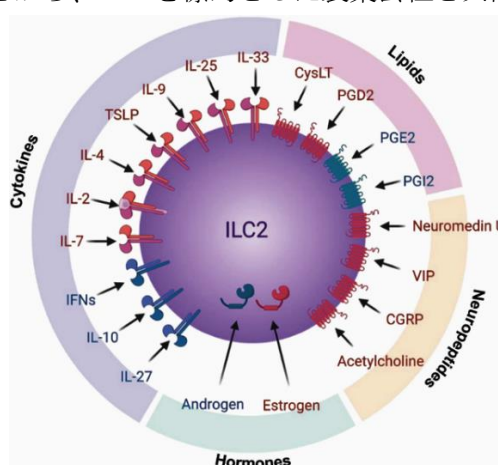 Cytokines
Lipids
Neuropeptides
Hormones
IL-33
IL-25
IL-9
TSLP
IL-4
IL-2
IL-7
IFNs
IL-10
IL-27
CysLT
PGD2
PGE2
PGI2
Neuromedin
VIP
CGRP
Acetylcholine
ILC2
Androgen
Estrogen